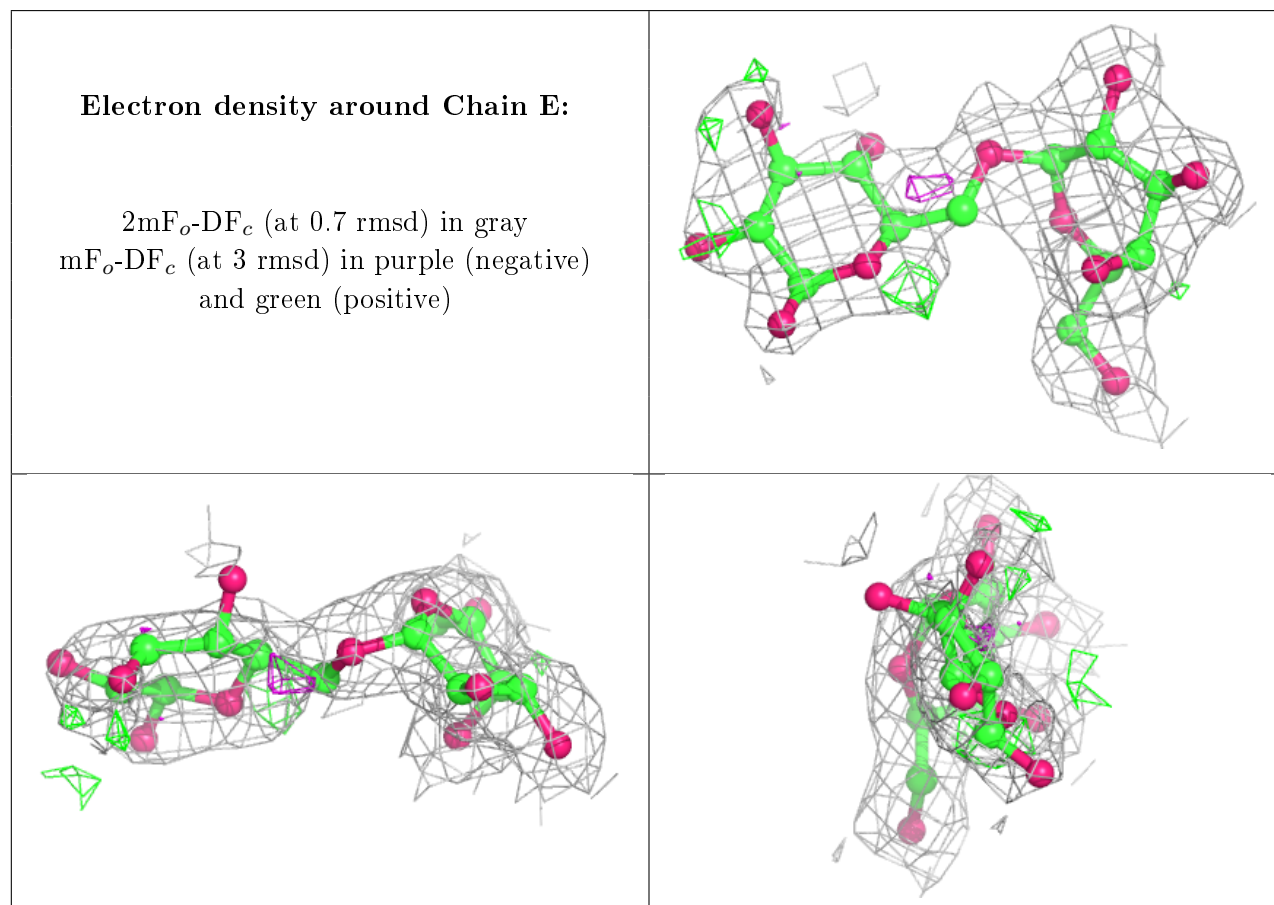 Electron density around Chain E:
2mFo-DFc (at 0.7 rmsd) in gray
mFo-DFc (at 3 rmsd) in purple (negative)
and green (positive)